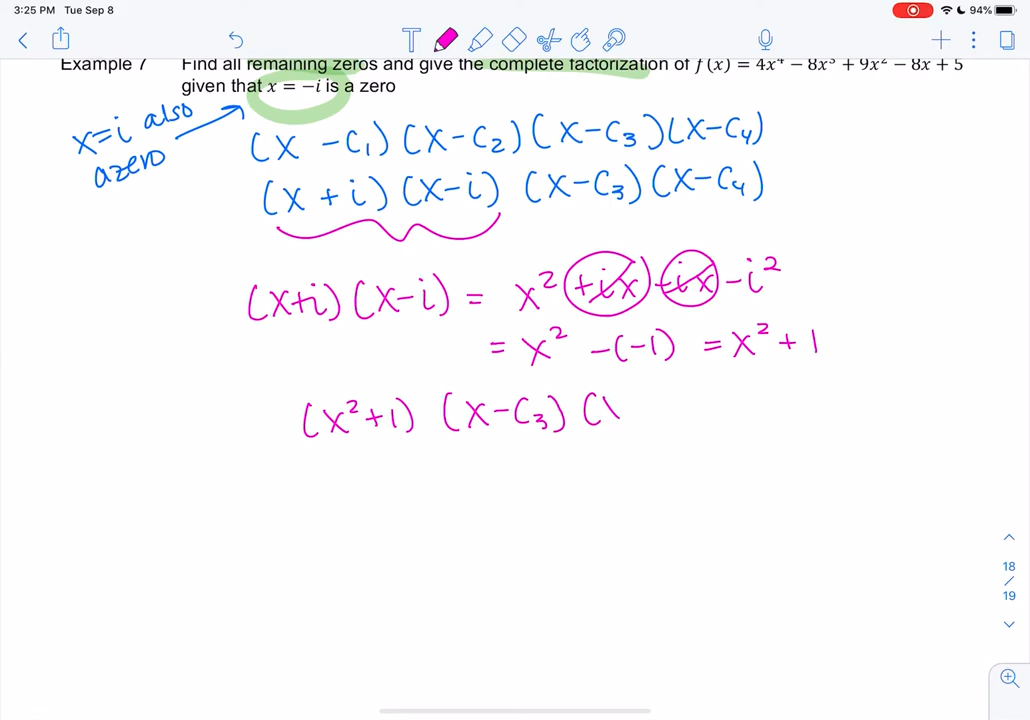 3:25 PM Tue Sep 8
94%
Example 7 Find all remaining zeros and give the complete factorization of f(x) = 4x⁴ − 8x³ + 9x² − 8x + 5
given that x = −i is a zero
x=i also
a zero
(x - c₁) (x - c₂) (x - c₃) (x - c₄)
(x + i) (x - i) (x - c₃) (x - c₄)
(x+i) (x-i) = x² +ix -ix -i²
= x² -(-1) = x² + 1
(x²+1) (x-c₃) (
18
/
19